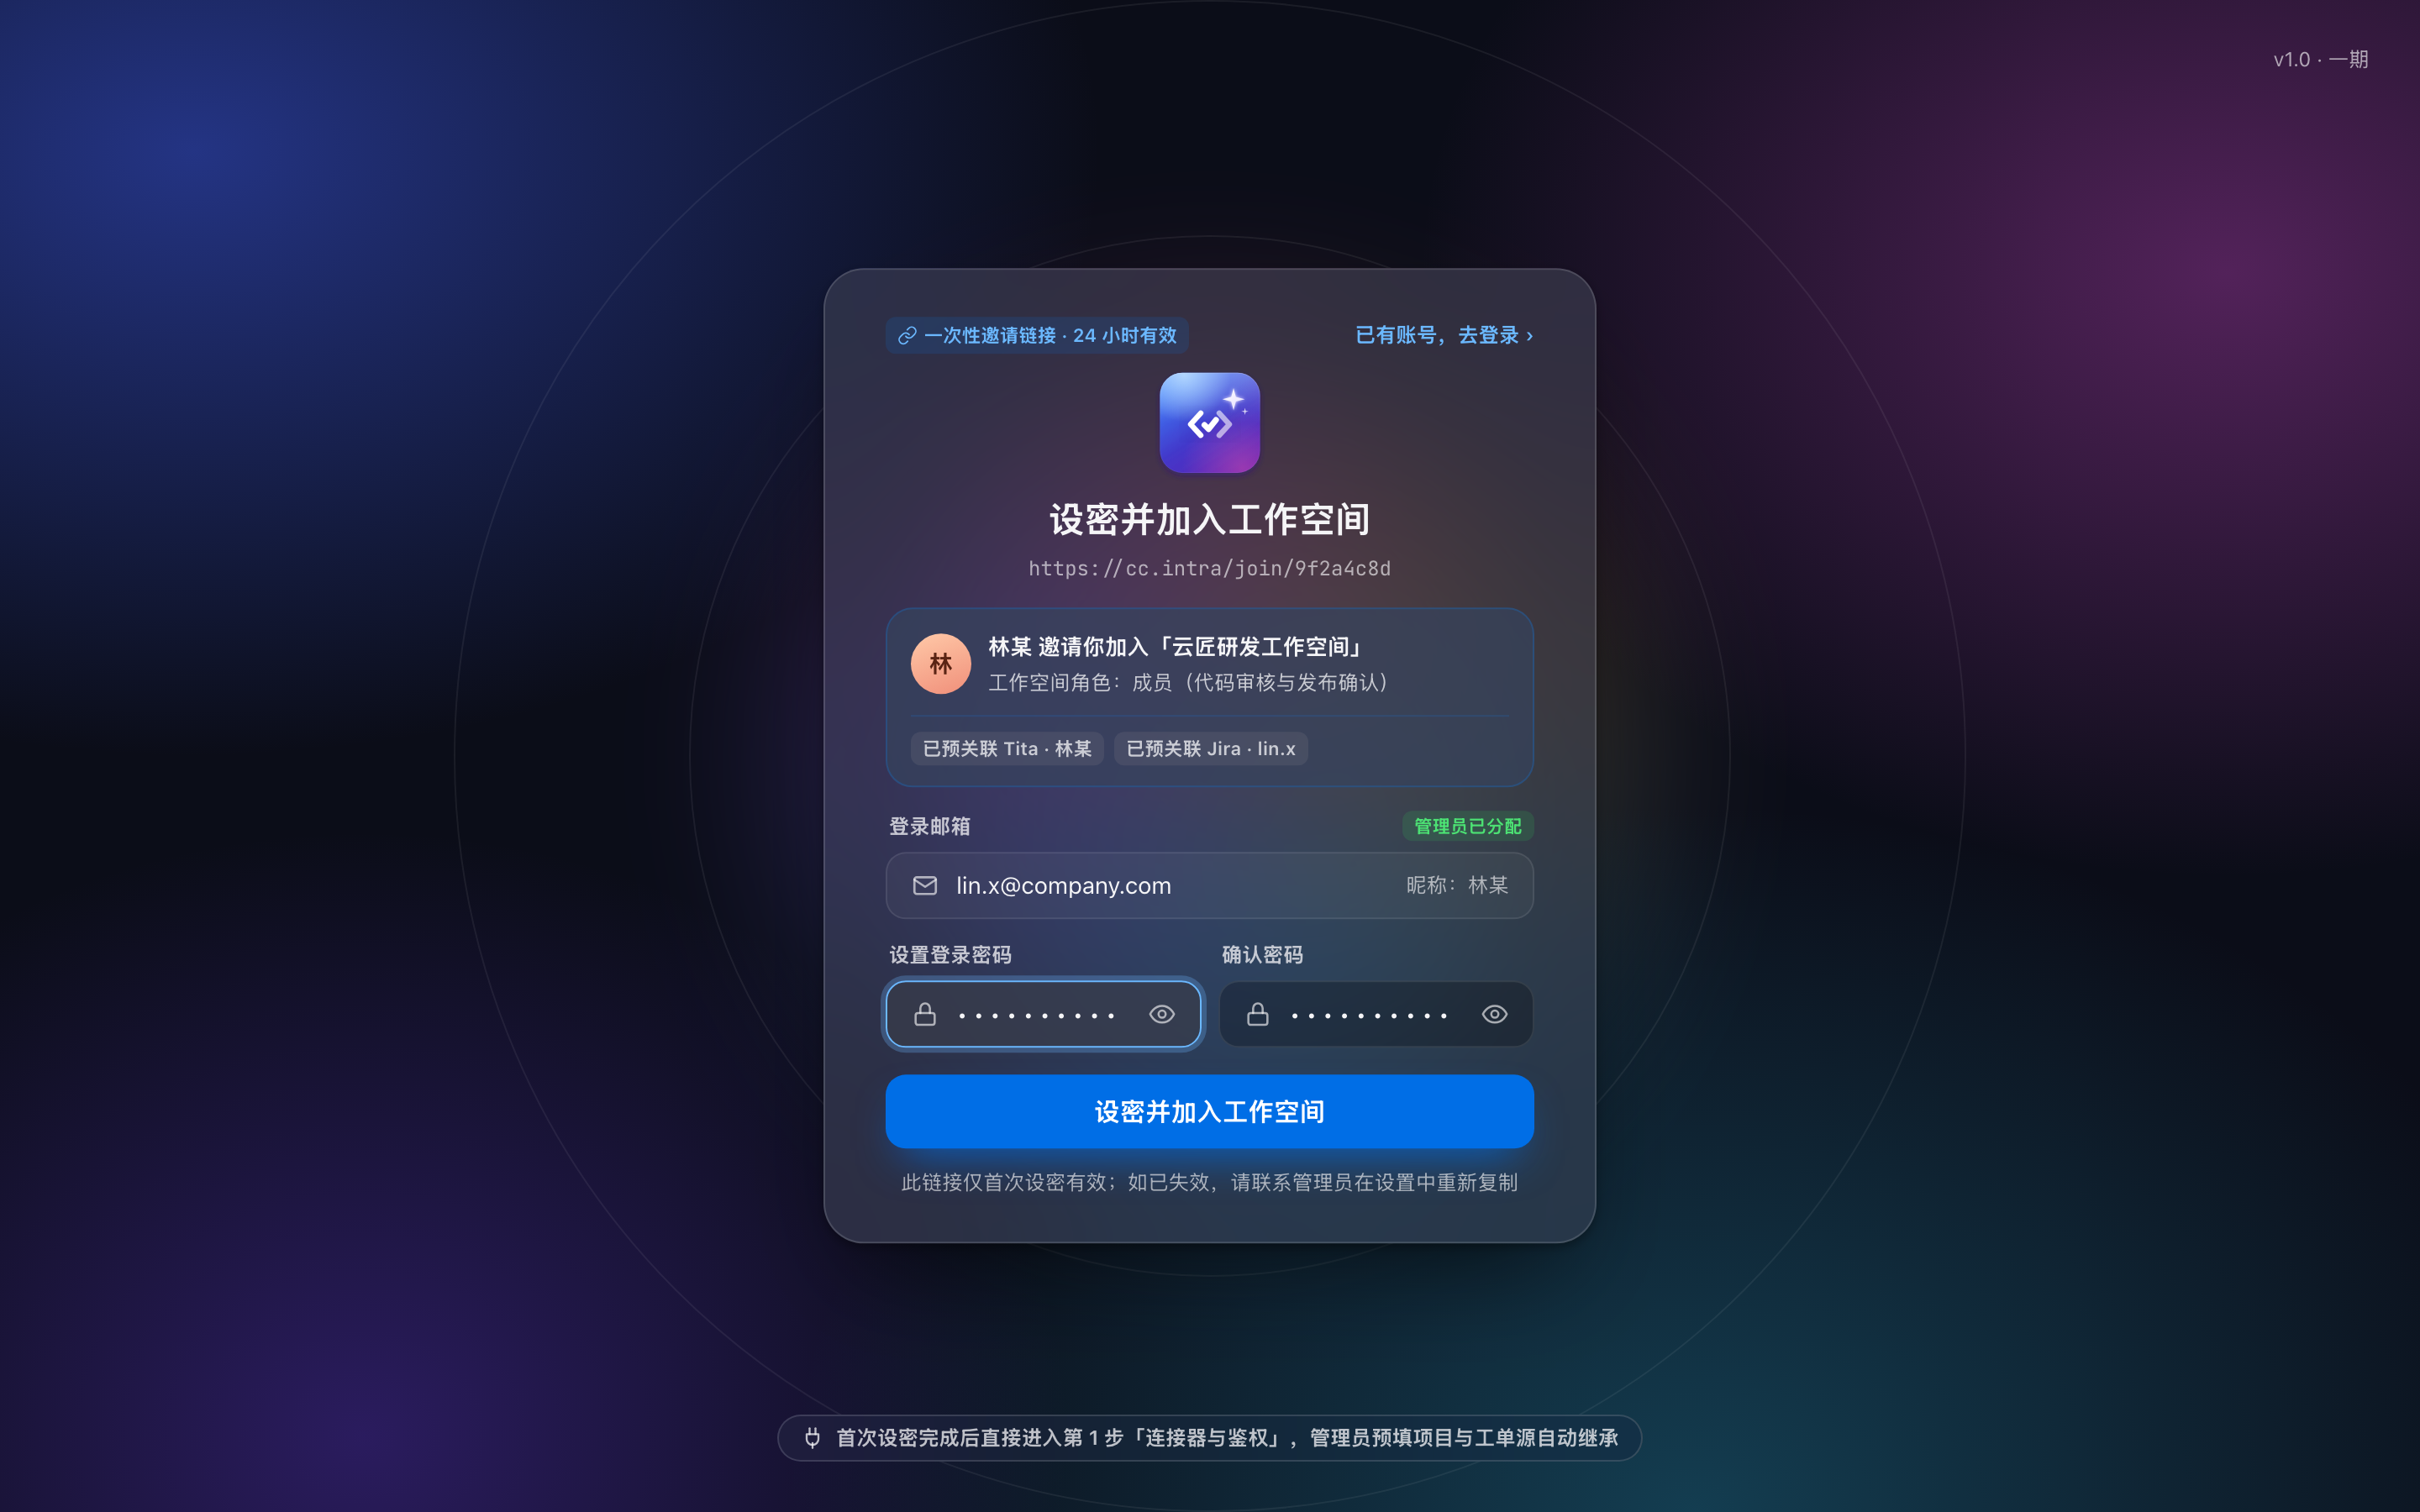 v1.0 · 一期
一次性邀请链接 · 24 小时有效
已有账号，去登录 ›
设密并加入工作空间
https://cc.intra/join/9f2a4c8d
林
林某 邀请你加入「云匠研发工作空间」
工作空间角色：成员（代码审核与发布确认）
已预关联 Tita · 林某
已预关联 Jira · lin.x
登录邮箱
管理员已分配
lin.x@company.com
昵称：林某
设置登录密码
确认密码
••••••••••
••••••••••
设密并加入工作空间
此链接仅首次设密有效；如已失效，请联系管理员在设置中重新复制
首次设密完成后直接进入第 1 步「连接器与鉴权」，管理员预填项目与工单源自动继承